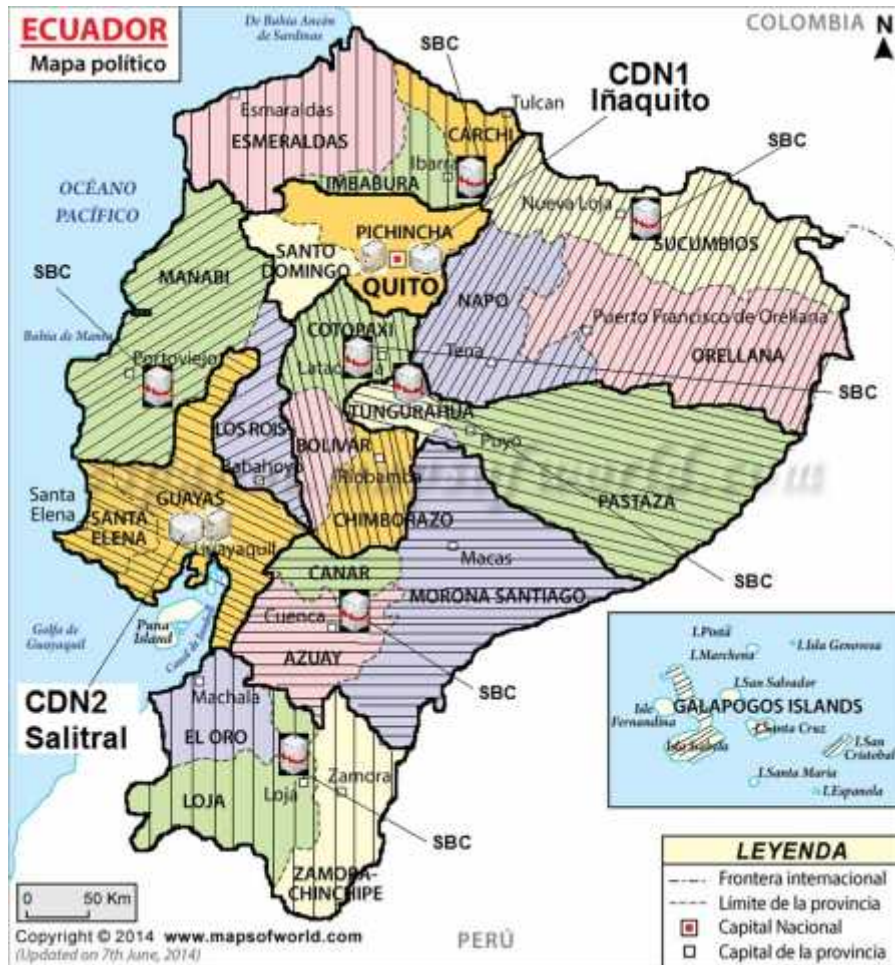 ECUADOR
Mapa político
De Bahía Ancón
de Sardinas
SBC
COLOMBIA
N
CDN1
Iñaquito
Esmaraldas
Tulcan
ESMERALDAS
CARCHI
SBC
Ibarra
IMBABURA
OCÉANO
PACÍFICO
Nueva Loja
PICHINCHA
SUCUMBIOS
SANTO
DOMINGO
MANABI
SBC
QUITO
NAPO
COTOPAXI
Puerto Francisco de Orellana
Bahía de Manta
Portoviejo
Tena
ORELLANA
SBC
TUNGURAHUA
LOS ROIS
BOLIVAR
Puyo
Babahoyo
Riobamba
Santa
Elena
GUAYAS
PASTAZA
SANTA
ELENA
CHIMBORAZO
Guayaquil
Macas
CANAR
SBC
MORONA SANTIAGO
Golfo de
Guayaquil
Puna
Island
Cuenca
AZUAY
I.Pintá
I.Marchena
I.Isla Genovesa
I.San Salvador
Isle
Fernandina
GALAPOGOS ISLANDS
I.Santa Cruz
Isla Isabela
I.San
Cristobal
I.Santa Maria
I.Espanola
CDN2
Salitral
Machala
SBC
EL ORO
Zamora
LOJA
Loja
SBC
ZAMORA-
CHINCHIPE
LEYENDA
Frontera internacional
Límite de la provincia
Capital Nacional
Capital de la provincia
0 50 Km
Copyright © 2014 www.mapsofworld.com
(Updated on 7th June, 2014)
PERÚ